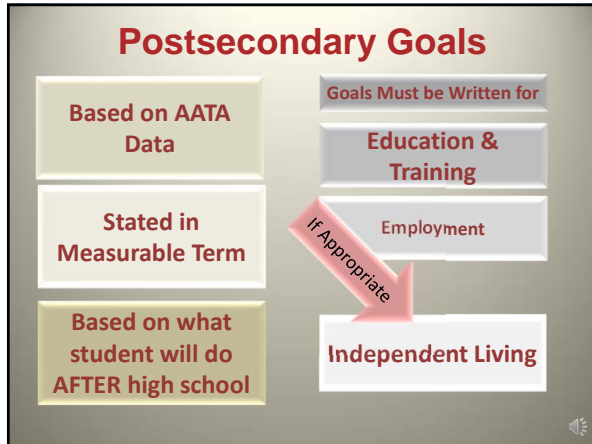 Postsecondary Goals
Based on AATA
Data
Stated in
Measurable Term
Based on what
student will do
AFTER high school
Goals Must be Written for
Education &
Training
Employment
If Appropriate
Independent Living